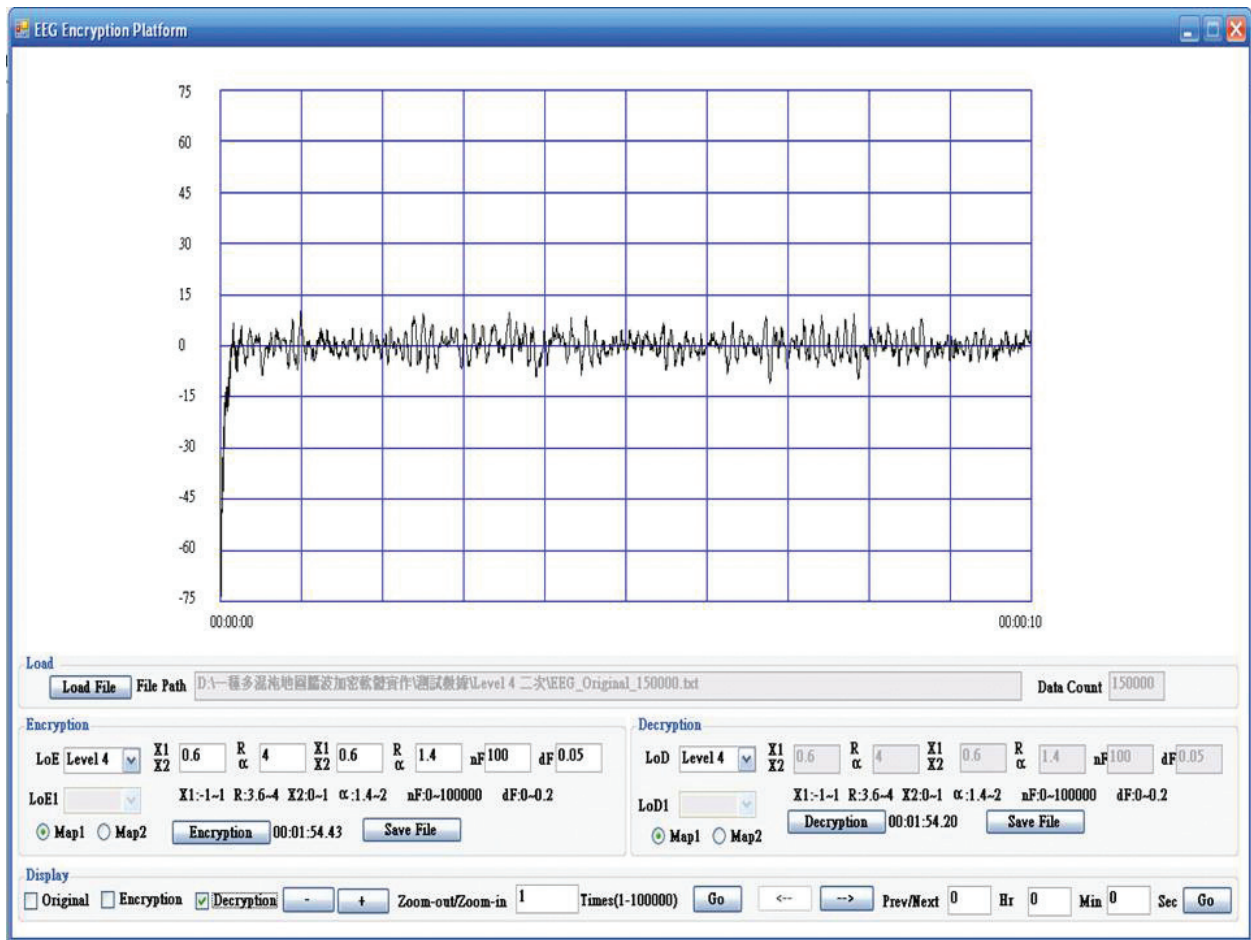 EEG Encryption Platform
75
60
45
30
15
0
-15
-30
-45
-60
-75
00:00:00 00:00:10
Load
Load File File Path D:\一種多混沌地圖腦波加密軟體實作\測試數據\Level 4 二次\EEG_Original_150000.txt Data Count 150000
Encryption
LoE Level 4 X1 X2 0.6 R α 4 X1 X2 0.6 R α 1.4 nF 100 dF 0.05
LoE1 X1:-1~1 R:3.6~4 X2:0~1 α:1.4~2 nF:0~100000 dF:0~0.2
Map1 Map2 Encryption 00:01:54.43 Save File
Decryption
LoD Level 4 X1 X2 0.6 R α 4 X1 X2 0.6 R α 1.4 nF 100 dF 0.05
LoD1 X1:-1~1 R:3.6~4 X2:0~1 α:1.4~2 nF:0~100000 dF:0~0.2
Map1 Map2 Decryption 00:01:54.20 Save File
Display
Original Encryption Decryption - + Zoom-out/Zoom-in 1 Times(1-100000) Go <-- --> Prev/Next 0 Hr 0 Min 0 Sec Go